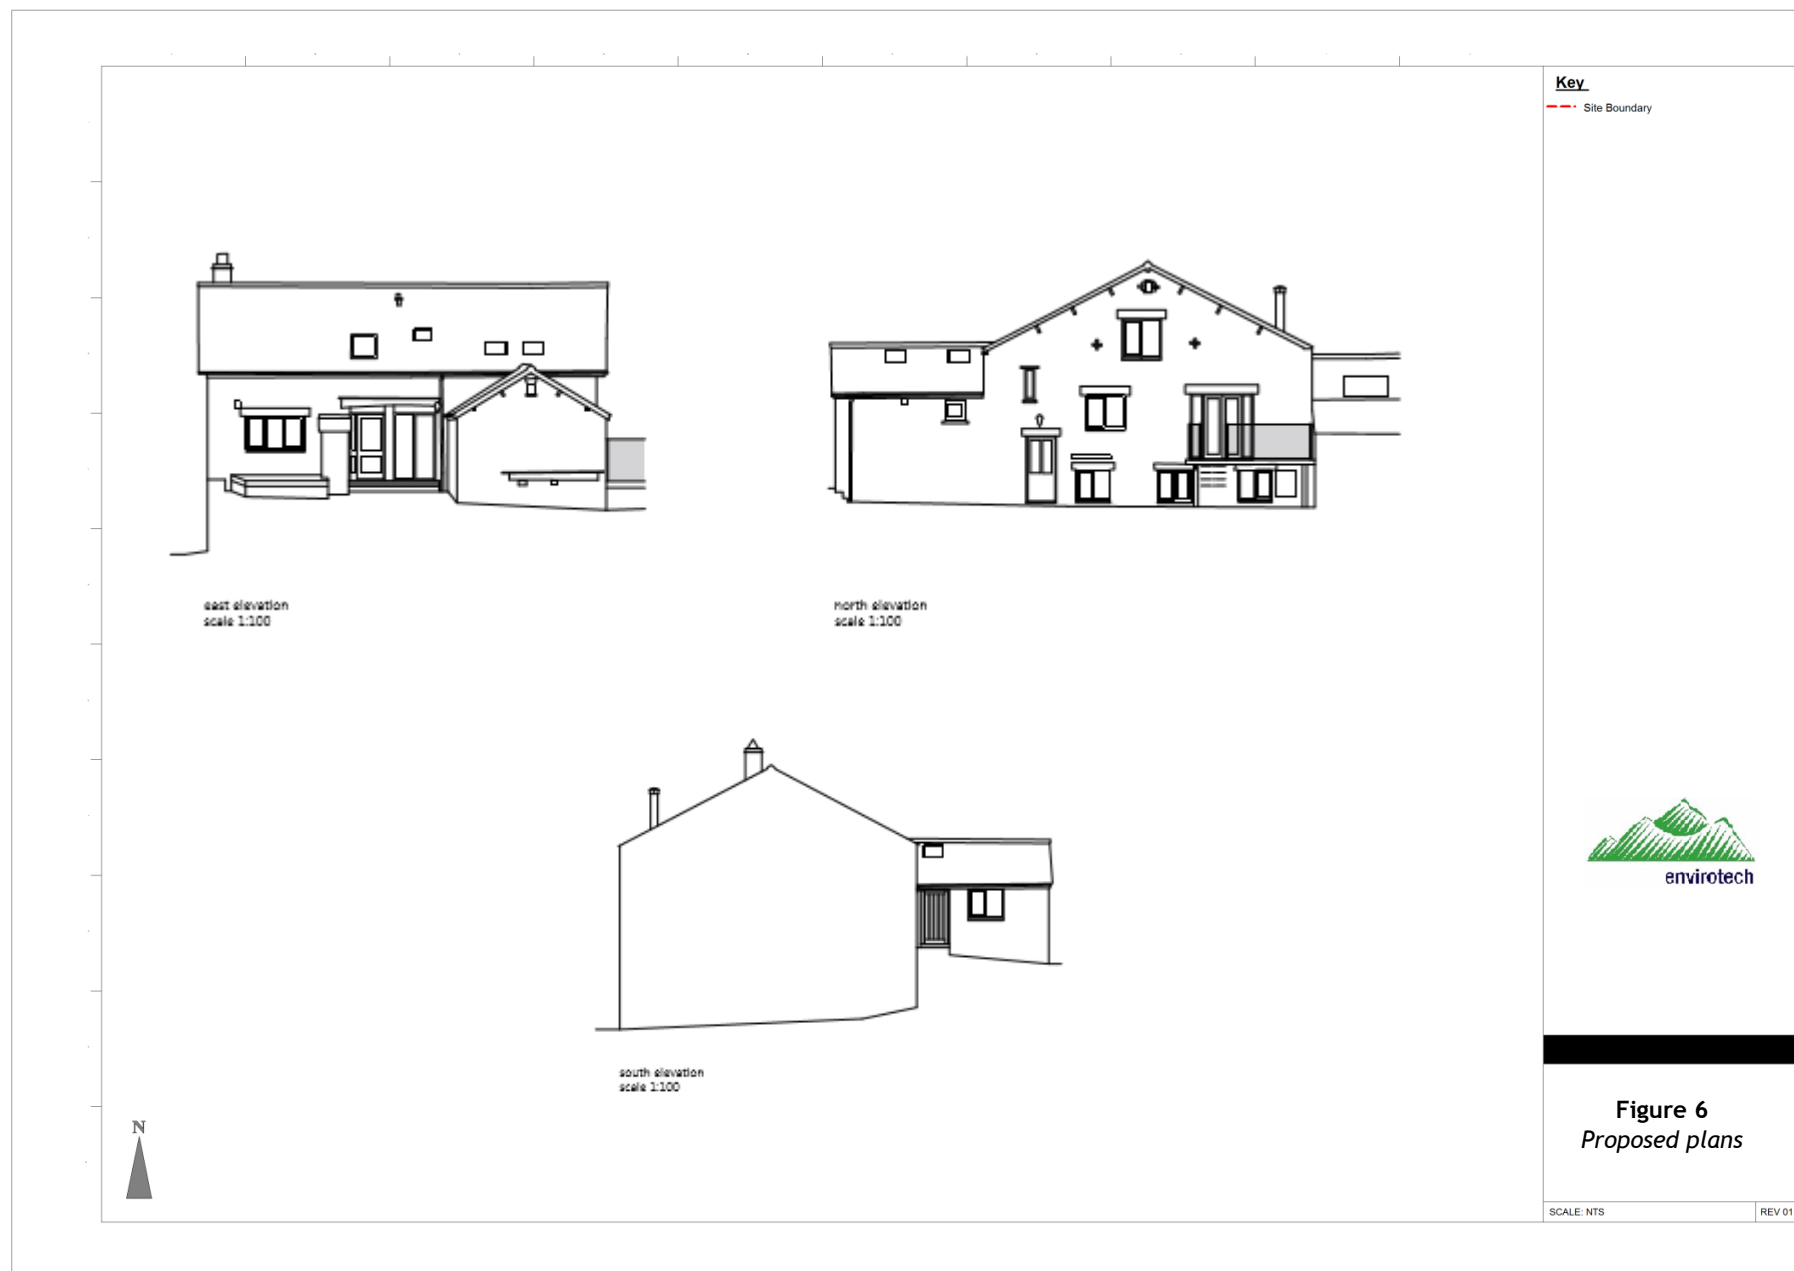 Key
Site Boundary
east elevation
scale 1:100
north elevation
scale 1:100
south elevation
scale 1:100
N
envirotech
Figure 6
Proposed plans
SCALE: NTS
REV 01